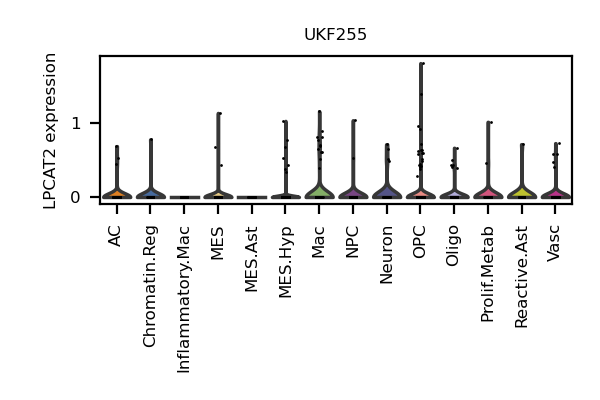 UKF255
LPCAT2 expression
1
0
AC
Chromatin.Reg
Inflammatory.Mac
MES
MES.Ast
MES.Hyp
Mac
NPC
Neuron
OPC
Oligo
Prolif.Metab
Reactive.Ast
Vasc